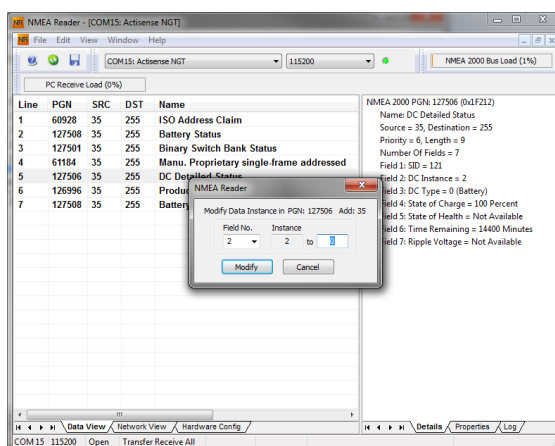 NMEA Reader - [COM15: Actisense NGT]
File Edit View Window Help
COM15: Actisense NGT 115200 NMEA 2000 Bus Load (1%)
PC Receive Load (0%)
Line PGN SRC DST Name
1 60928 35 255 ISO Address Claim
2 127508 35 255 Battery Status
3 127501 35 255 Binary Switch Bank Status
4 61184 35 255 Manu. Proprietary single-frame addressed
5 127506 35 255 DC Detailed Status
6 126996 35 255 Produ
7 127508 35 255 Battery
NMEA 2000 PGN: 127506 (0x1F212)
Name: DC Detailed Status
Source = 35, Destination = 255
Priority = 6, Length = 9
Number Of Fields = 7
Field 1: SID = 121
Field 2: DC Instance = 2
Field 3: DC Type = 0 (Battery)
Field 4: State of Charge = 100 Percent
Field 5: State of Health = Not Available
Field 6: Time Remaining = 14400 Minutes
Field 7: Ripple Voltage = Not Available
NMEA Reader
Modify Data Instance in PGN: 127506 Add: 35
Field No. Instance
2 2 to 0
Modify Cancel
Data View Network View Hardware Config
Details Properties Log
COM15 115200 Open Transfer Receive All